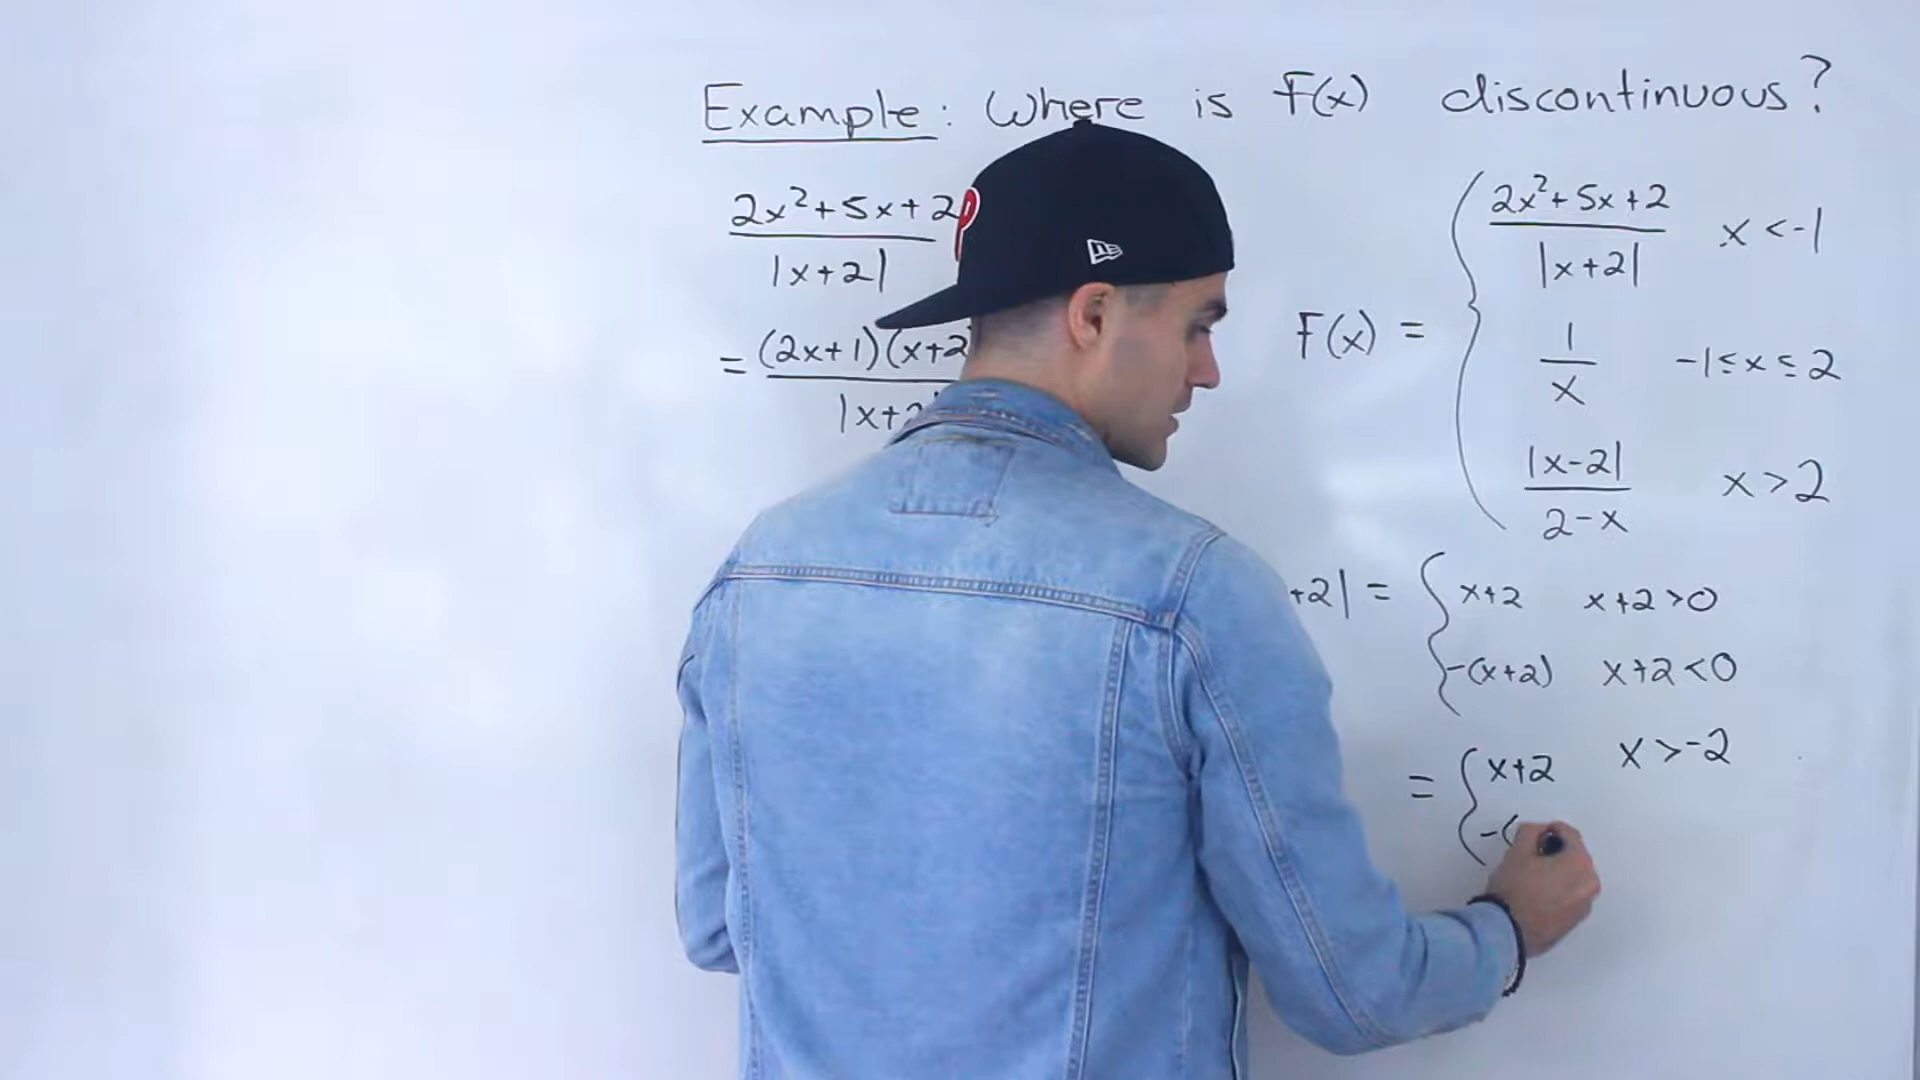 Example: Where is F(x) discontinuous?
2x²+5x+2
|x+2|
= (2x+1)(x+2
|x+2
F(x) =
2x²+5x+2
|x+2|
x < -1
1
x
-1 ≤ x ≤ 2
|x-2|
2-x
x > 2
+2| = { x+2 x+2>0
-(x+2) x+2<0
= { x+2 x>-2
-(